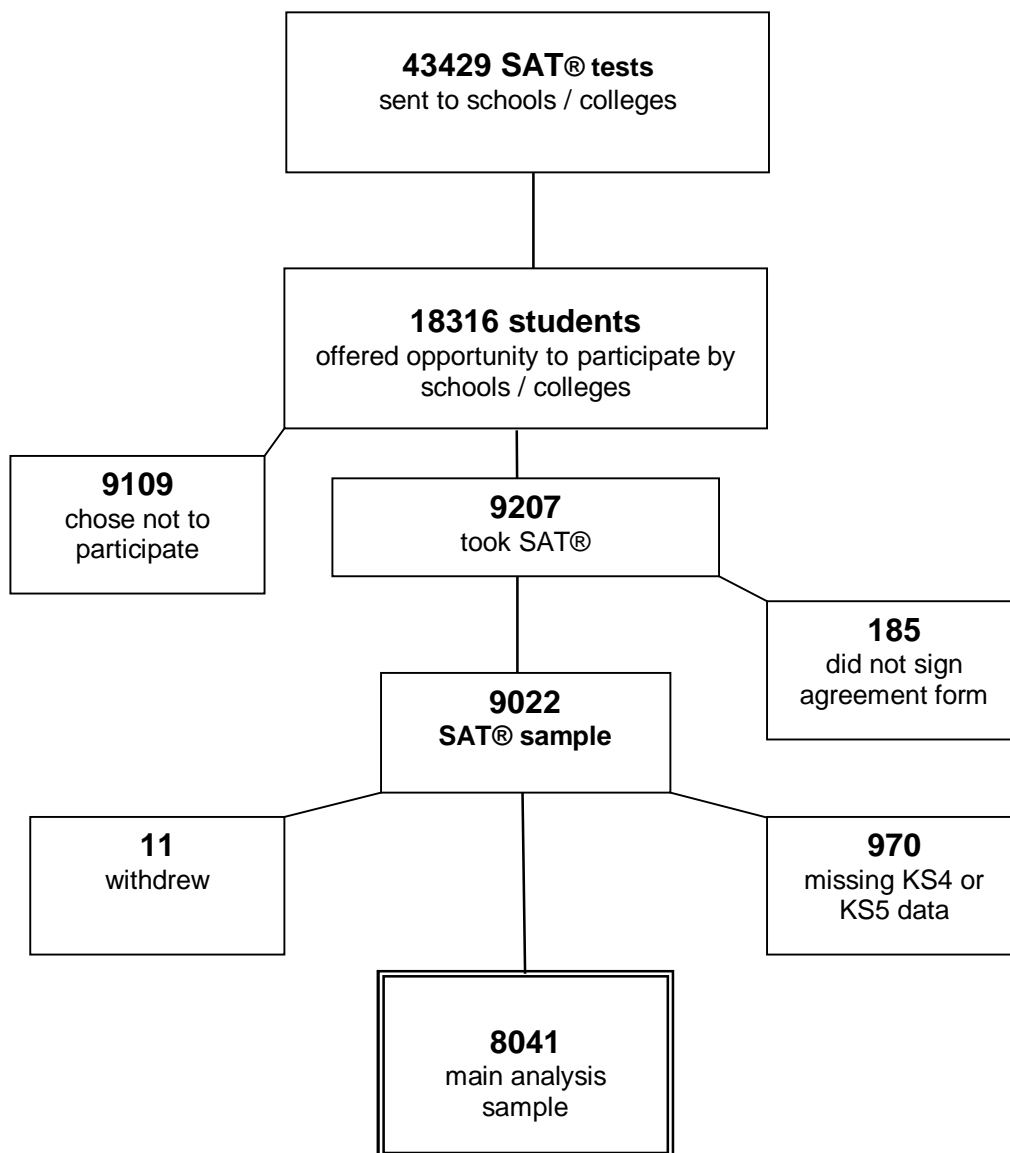 43429 SAT® tests
sent to schools / colleges
18316 students
offered opportunity to participate by
schools / colleges
9109
chose not to
participate
9207
took SAT®
185
did not sign
agreement form
9022
SAT® sample
11
withdrew
970
missing KS4 or
KS5 data
8041
main analysis
sample